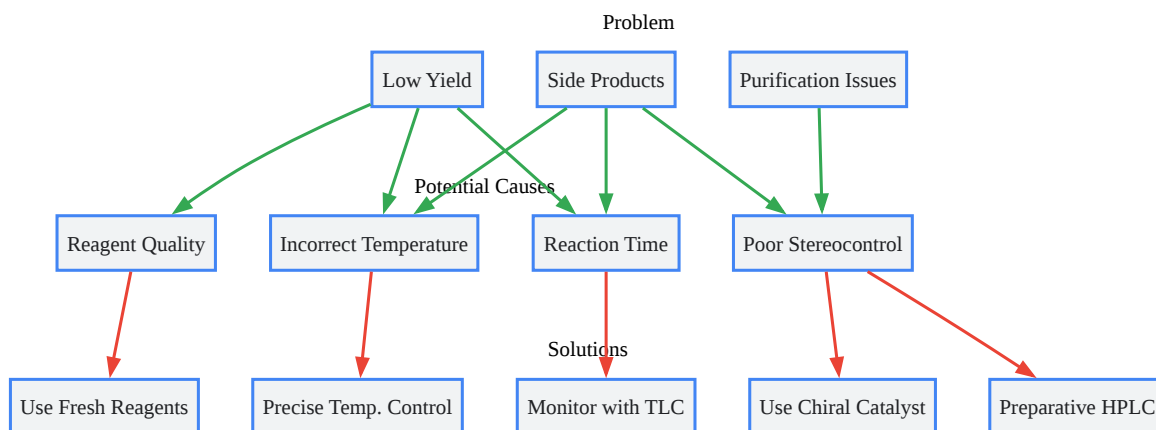 Problem
Low Yield
Side Products
Purification Issues
Potential Causes
Reagent Quality
Incorrect Temperature
Reaction Time
Poor Stereocontrol
Solutions
Use Fresh Reagents
Precise Temp. Control
Monitor with TLC
Use Chiral Catalyst
Preparative HPLC